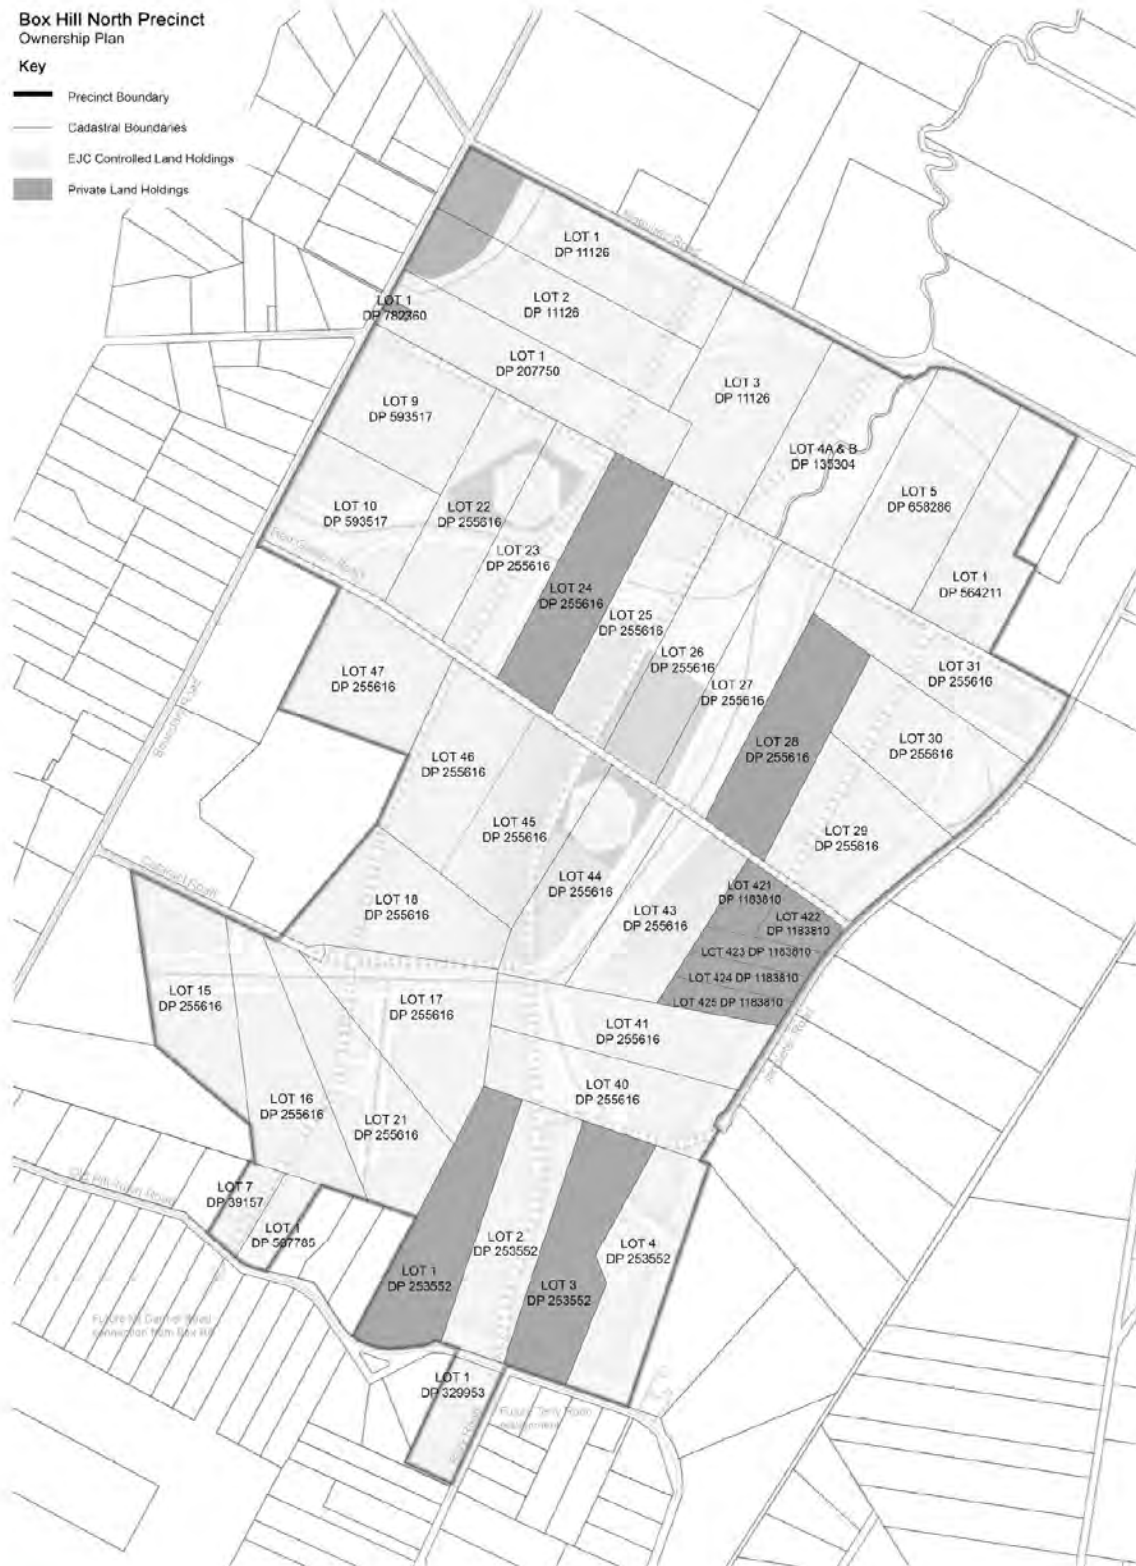 Box Hill North Precinct
Ownership Plan
Key
Precinct Boundary
Cadastral Boundaries
EJC Controlled Land Holdings
Private Land Holdings
LOT 1
DP 11126
LOT 2
DP 11126
LOT 1
DP 782360
LOT 1
DP 207750
LOT 3
DP 11126
LOT 9
DP 593517
LOT 4A & B
DP 135304
LOT 5
DP 658286
LOT 10
DP 593517
LOT 22
DP 255616
LOT 23
DP 255616
LOT 24
DP 255616
LOT 1
DP 564211
LOT 25
DP 255616
LOT 26
DP 255616
LOT 27
DP 255616
LOT 31
DP 255616
LOT 47
DP 255616
LOT 28
DP 255616
LOT 30
DP 255616
LOT 46
DP 255616
LOT 45
DP 255616
LOT 29
DP 255616
Road
LOT 44
DP 255616
LOT 421
DP 1183810
LOT 18
DP 255616
LOT 43
DP 255616
LOT 422
DP 1183810
LOT 423 DP 1183810
LOT 424 DP 1183810
LOT 425 DP 1183810
LOT 15
DP 255616
LOT 17
DP 255616
LOT 41
DP 255616
Road
LOT 40
DP 255616
LOT 16
DP 255616
LOT 21
DP 255616
Road
LOT 7
DP 39157
LOT 1
DP 587785
LOT 2
DP 253552
LOT 4
DP 253552
LOT 1
DP 253552
LOT 3
DP 253552
LOT 1
DP 329953
Future Terry Road